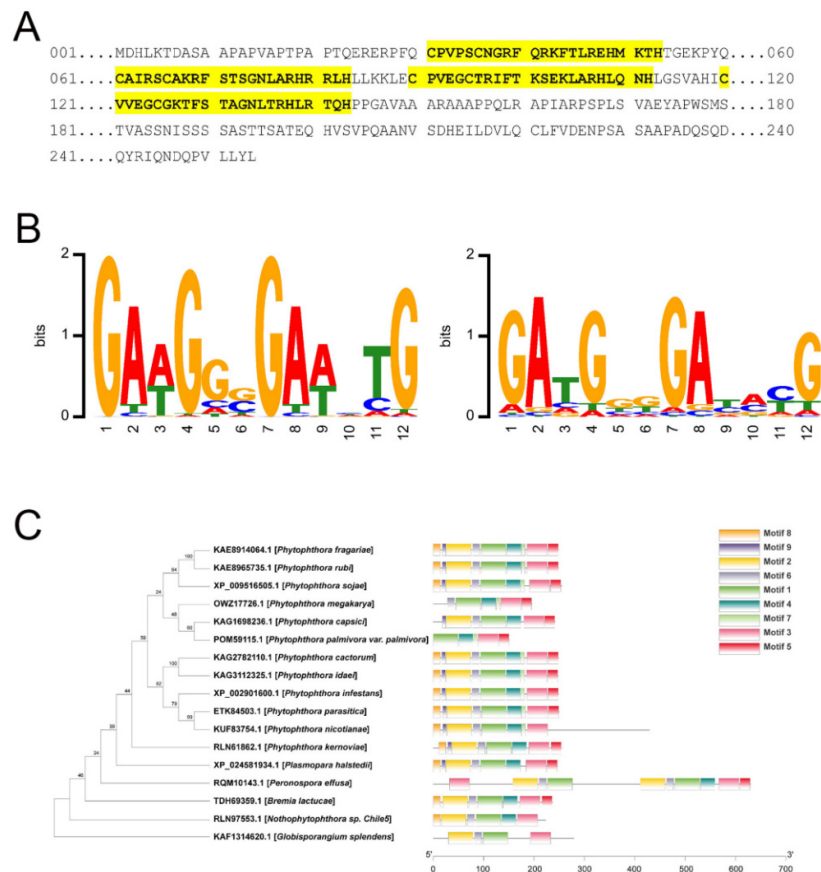 A
001....MDHLKTDASA APAPVAPTPA PTQERERPFQ CPVPSCNGRF QRKFTLREHM KTHTGEKPYQ....060
061....CAIRSCAKRF STSGNLARHR RLHLLKKLEC PVEGCTRIFT KSEKLARHLQ NHLGSVAHIC....120
121....VVEGCGKTFS TAGNLTRHLR TQHPPGAVAA ARAAAPPQLR APIARPSPLS VAEYAPWSMS....180
181....TVASSNISSS SASTTSATEQ HVSVPQAANV SDHEILDVLQ CLFVDENPSA SAAPADQSQD....240
241....QYRIQNDQPV LLYL
B
2
1
0
bits
1 2 3 4 5 6 7 8 9 10 11 12
2
1
0
bits
1 2 3 4 5 6 7 8 9 10 11 12
C
KAE8914064.1 [Phytophthora fragariae]
KAE8965735.1 [Phytophthora rubi]
XP_009516505.1 [Phytophthora sojae]
OWZ17726.1 [Phytophthora megakarya]
KAG1698236.1 [Phytophthora capsici]
POM59115.1 [Phytophthora palmivora var. palmivora]
KAG2782110.1 [Phytophthora cactorum]
KAG3112325.1 [Phytophthora idaei]
XP_002901600.1 [Phytophthora infestans]
ETK84503.1 [Phytophthora parasitica]
KUF83754.1 [Phytophthora nicotianae]
RLN61862.1 [Phytophthora kernoviae]
XP_024581934.1 [Plasmopara halstedii]
RQM10143.1 [Peronospora effusa]
TDH69359.1 [Bremia lactucae]
RLN97553.1 [Nothophytophthora sp. Chile5]
KAF1314620.1 [Globisporangium splendens]
Motif 8
Motif 9
Motif 2
Motif 6
Motif 1
Motif 4
Motif 7
Motif 3
Motif 5
5' 3'
0 100 200 300 400 500 600 700